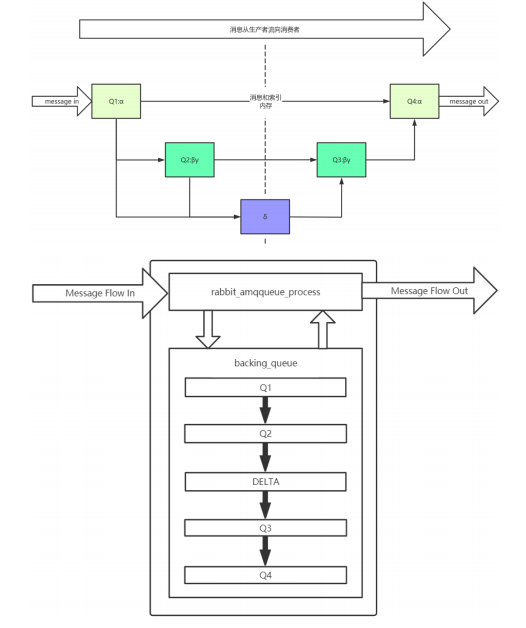 消息从生产者流向消费者
message in
Q1:α
消息和索引
内存
Q4:α
message out
Q2:βγ
Q3:βγ
δ
Message Flow In
rabbit_amqqueue_process
Message Flow Out
backing_queue
Q1
Q2
DELTA
Q3
Q4